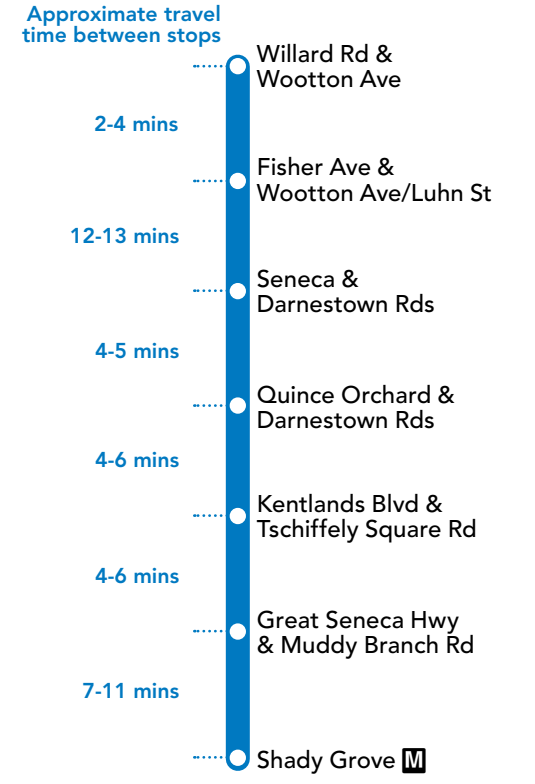 Approximate travel
time between stops
Willard Rd &
Wootton Ave
2-4 mins
Fisher Ave &
Wootton Ave/Luhn St
12-13 mins
Seneca &
Darnestown Rds
4-5 mins
Quince Orchard &
Darnestown Rds
4-6 mins
Kentlands Blvd &
Tschiffely Square Rd
4-6 mins
Great Seneca Hwy
& Muddy Branch Rd
7-11 mins
Shady Grove M